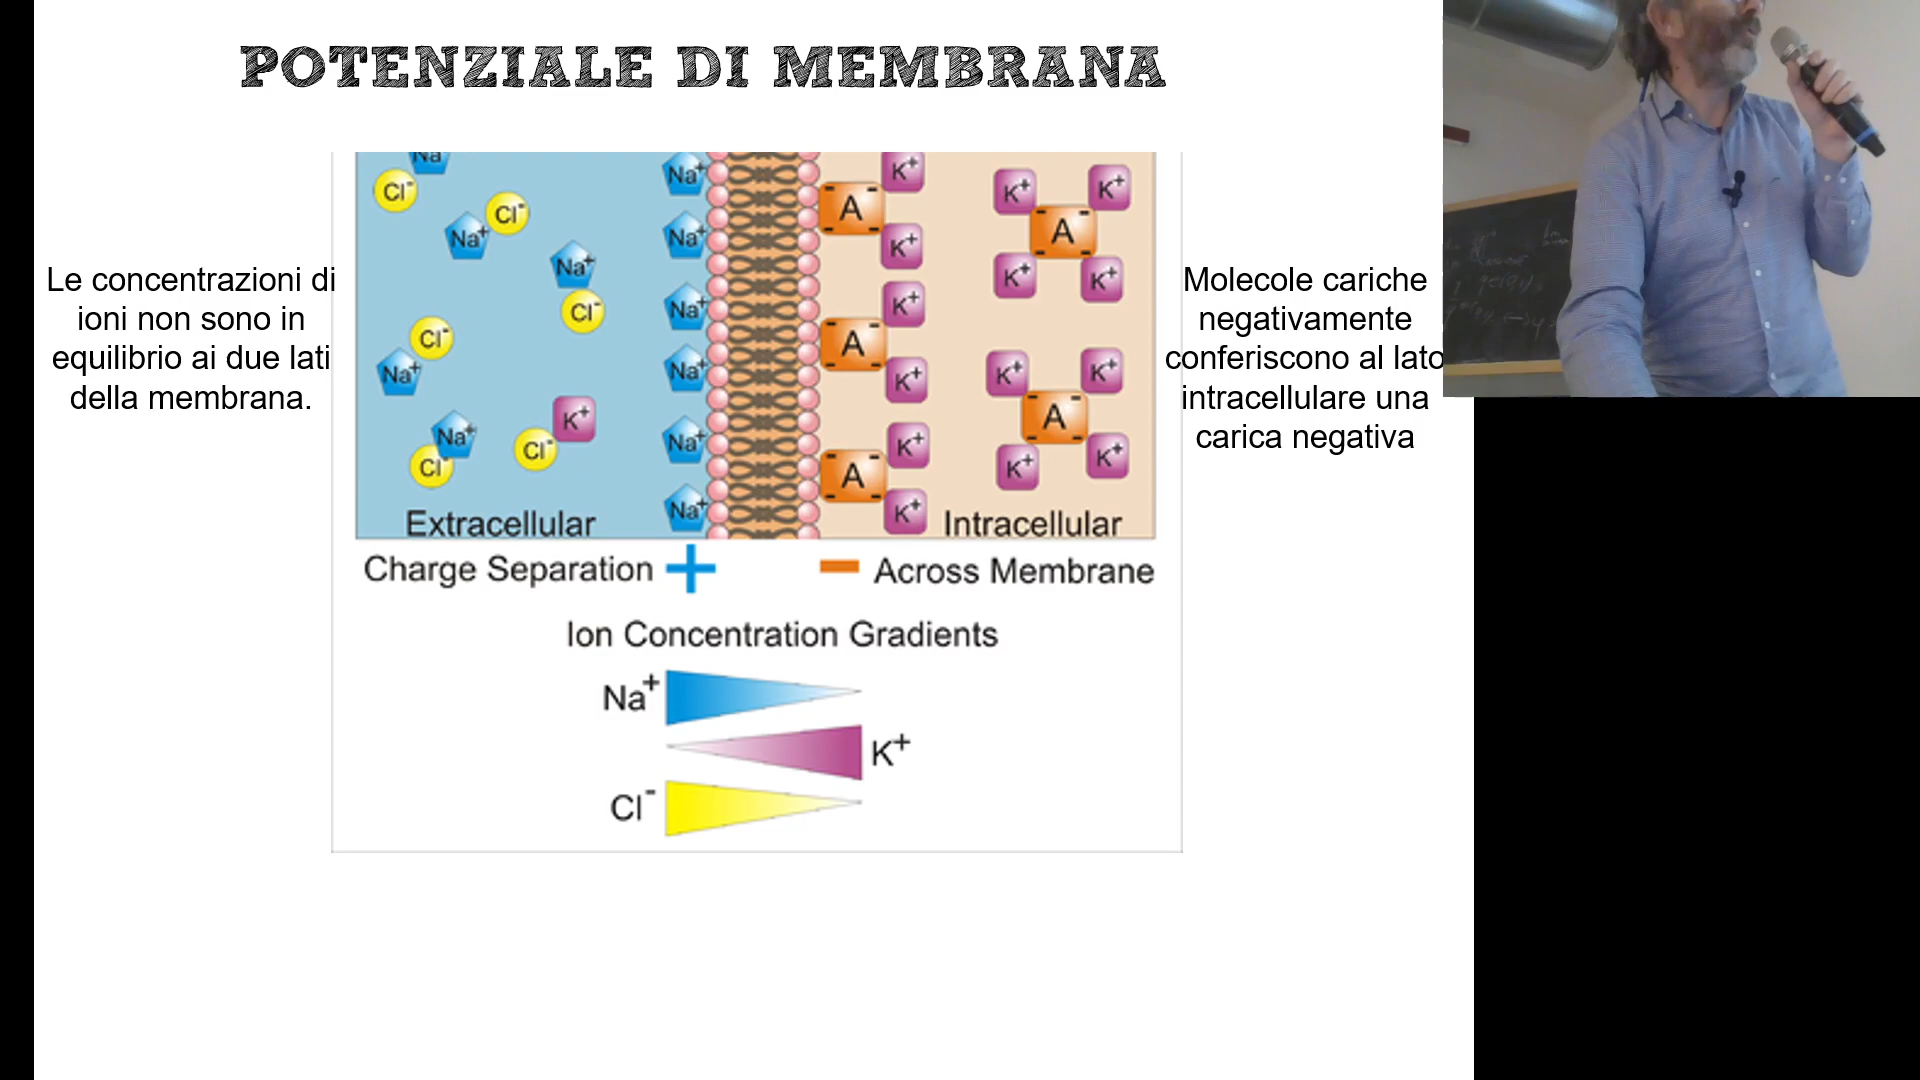 POTENZIALE DI MEMBRANA
Le concentrazioni di
ioni non sono in
equilibrio ai due lati
della membrana.
Na
Cl-
Cl-
Na+
Na+
Cl-
Cl-
Na+
K+
Na+
Cl-
Cl-
Na+
Na+
Na+
Na+
Na+
Na+
Extracellular
K+
A
K+
K+
A
K+
K+
A
K+
K+
K+
A
K+
K+
K+
K+
A
K+
K+
Intracellular
Molecole cariche
negativamente
conferiscono al lato
intracellulare una
carica negativa
Charge Separation + - Across Membrane
Ion Concentration Gradients
Na+
K+
Cl-